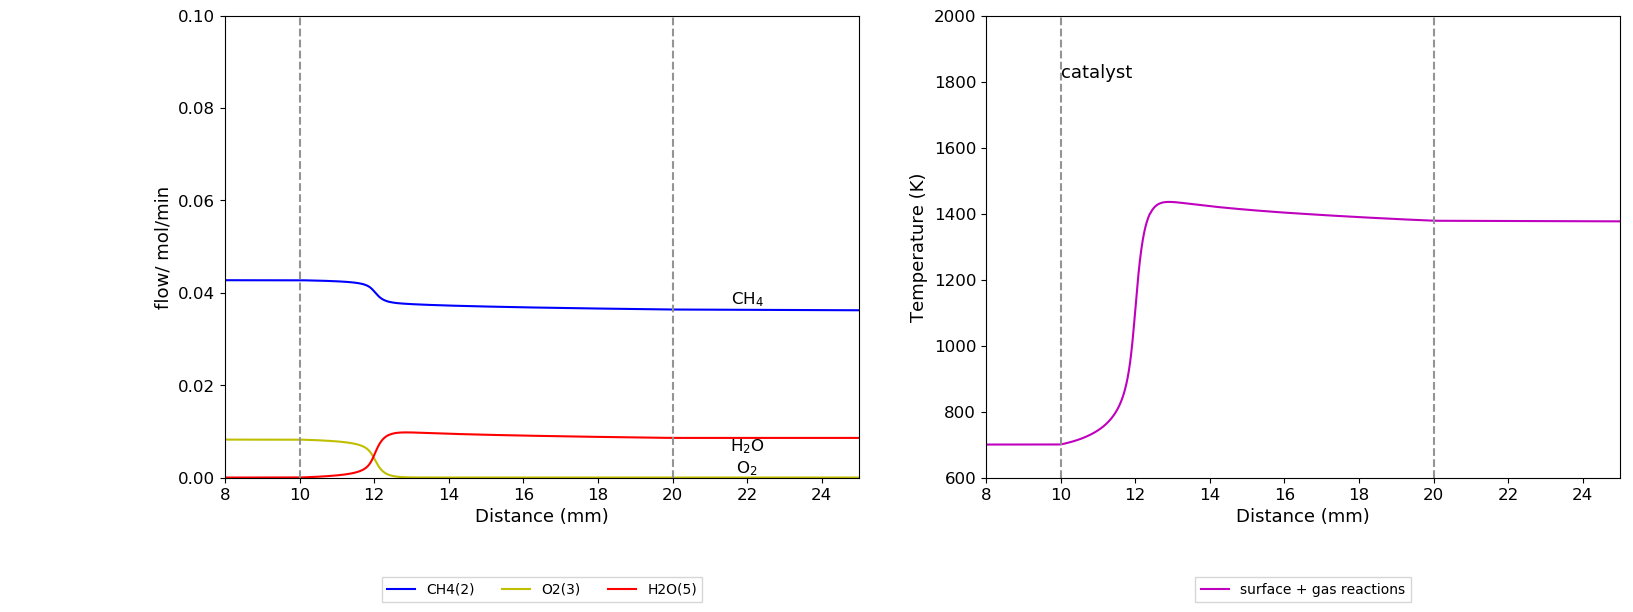 0.10
0.08
0.06
0.04
0.02
0.00
flow/ mol/min
CH₄
H₂O
O₂
8 10 12 14 16 18 20 22 24
Distance (mm)
CH4(2) O2(3) H2O(5)
2000
1800
1600
1400
1200
1000
800
600
Temperature (K)
catalyst
8 10 12 14 16 18 20 22 24
Distance (mm)
surface + gas reactions